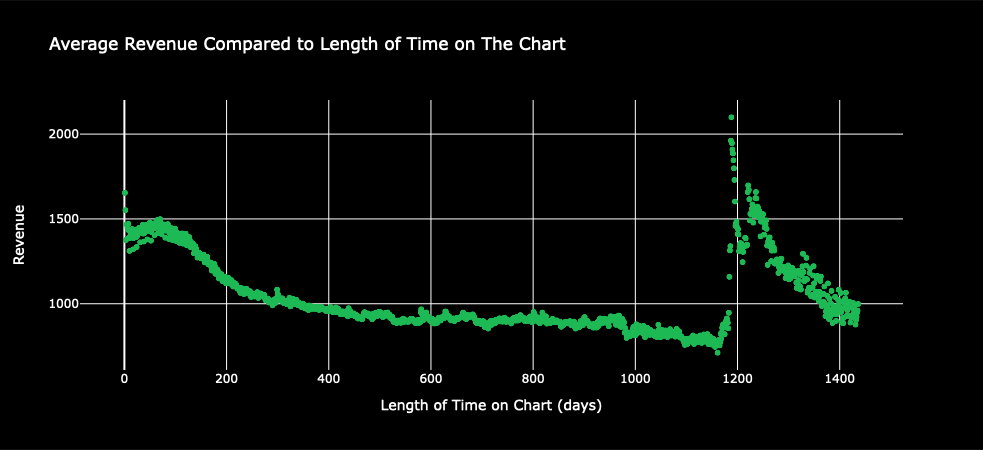 Average Revenue Compared to Length of Time on The Chart
2000
1500
1000
Revenue
0 200 400 600 800 1000 1200 1400
Length of Time on Chart (days)